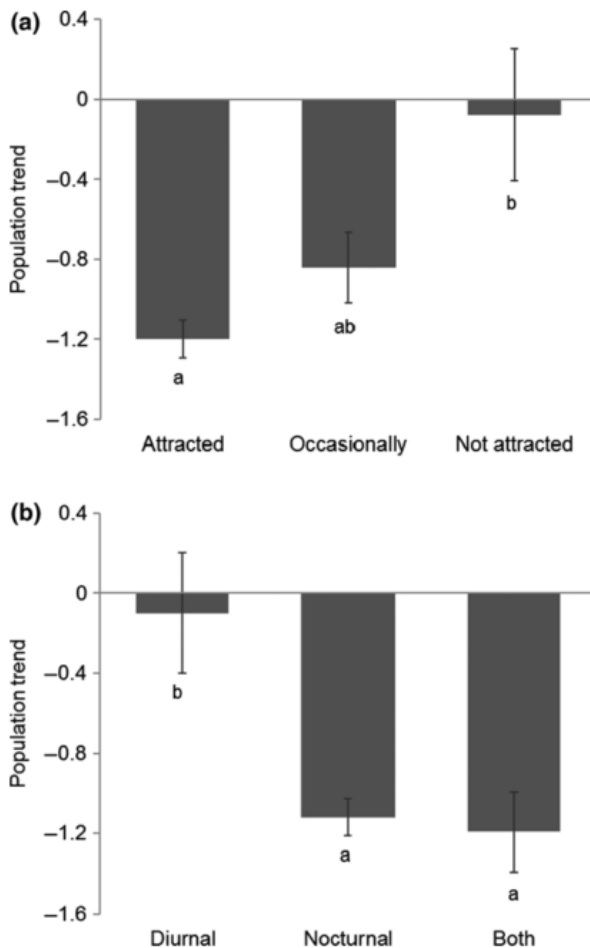 (a)
0.4
0
–0.4
–0.8
–1.2
–1.6
Population trend
a
ab
b
Attracted Occasionally Not attracted
(b)
0.4
0
–0.4
–0.8
–1.2
–1.6
Population trend
b
a
a
Diurnal Nocturnal Both